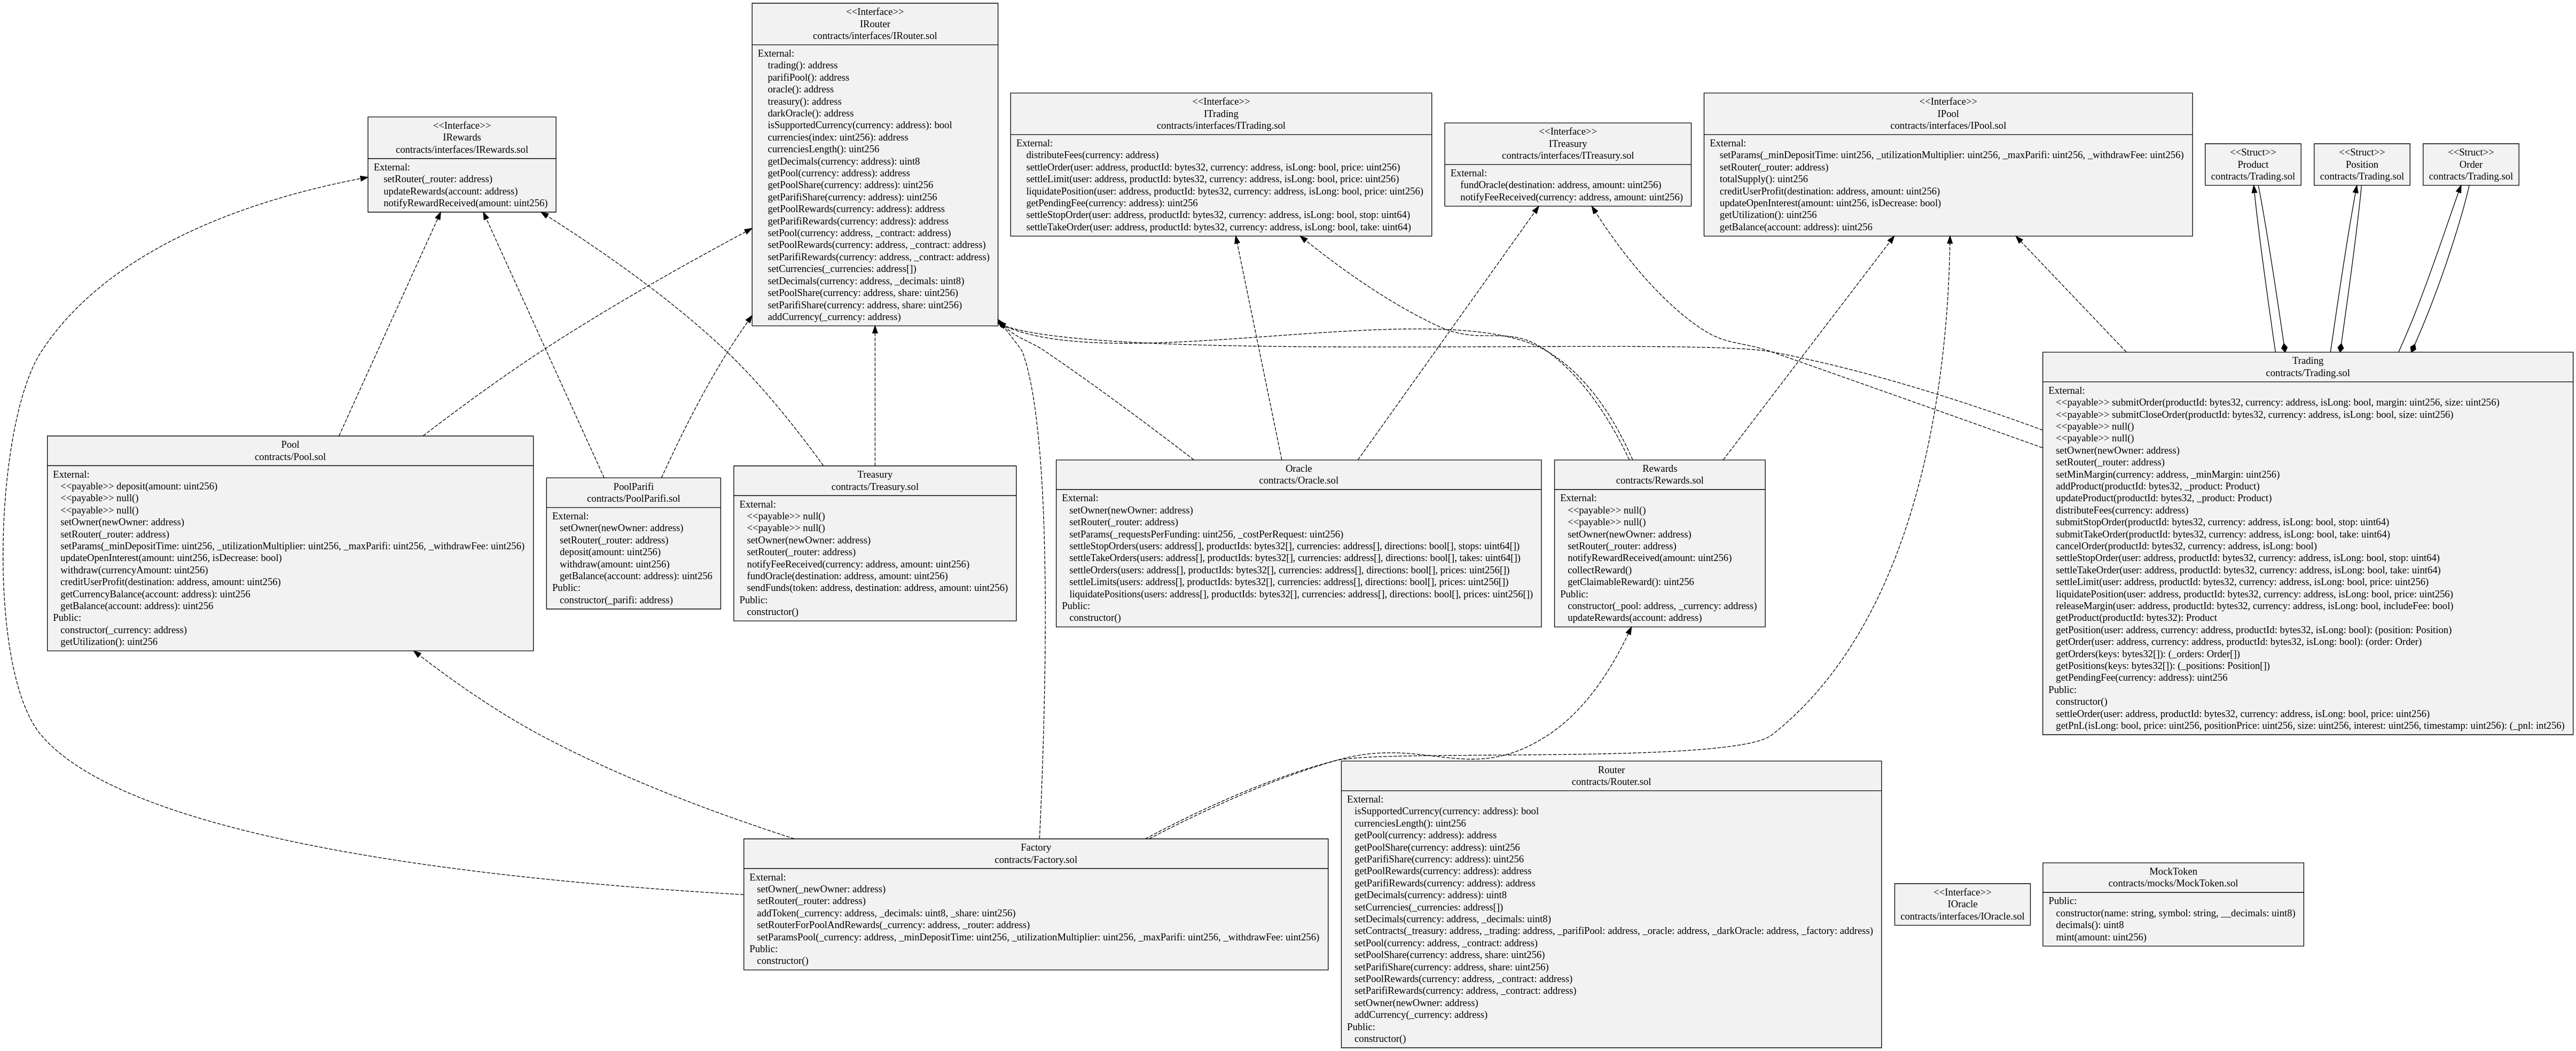 <<Interface>>
IRouter
contracts/interfaces/IRouter.sol
External:
trading(): address
parifiPool(): address
oracle(): address
treasury(): address
darkOracle(): address
isSupportedCurrency(currency: address): bool
currencies(index: uint256): address
currenciesLength(): uint256
getDecimals(currency: address): uint8
getPool(currency: address): address
getPoolShare(currency: address): uint256
getParifiShare(currency: address): uint256
getPoolRewards(currency: address): address
getParifiRewards(currency: address): address
setPool(currency: address, _contract: address)
setPoolRewards(currency: address, _contract: address)
setParifiRewards(currency: address, _contract: address)
setCurrencies(_currencies: address[])
setDecimals(currency: address, _decimals: uint8)
setPoolShare(currency: address, share: uint256)
setParifiShare(currency: address, share: uint256)
addCurrency(_currency: address)
<<Interface>>
IRewards
contracts/interfaces/IRewards.sol
External:
setRouter(_router: address)
updateRewards(account: address)
notifyRewardReceived(amount: uint256)
<<Interface>>
ITrading
contracts/interfaces/ITrading.sol
External:
distributeFees(currency: address)
settleOrder(user: address, productId: bytes32, currency: address, isLong: bool, price: uint256)
settleLimit(user: address, productId: bytes32, currency: address, isLong: bool, price: uint256)
liquidatePosition(user: address, productId: bytes32, currency: address, isLong: bool, price: uint256)
getPendingFee(currency: address): uint256
settleStopOrder(user: address, productId: bytes32, currency: address, isLong: bool, stop: uint64)
settleTakeOrder(user: address, productId: bytes32, currency: address, isLong: bool, take: uint64)
<<Interface>>
ITreasury
contracts/interfaces/ITreasury.sol
External:
fundOracle(destination: address, amount: uint256)
notifyFeeReceived(currency: address, amount: uint256)
<<Interface>>
IPool
contracts/interfaces/IPool.sol
External:
setParams(_minDepositTime: uint256, _utilizationMultiplier: uint256, _maxParifi: uint256, _withdrawFee: uint256)
setRouter(_router: address)
totalSupply(): uint256
creditUserProfit(destination: address, amount: uint256)
updateOpenInterest(amount: uint256, isDecrease: bool)
getUtilization(): uint256
getBalance(account: address): uint256
<<Struct>>
Product
contracts/Trading.sol
<<Struct>>
Position
contracts/Trading.sol
<<Struct>>
Order
contracts/Trading.sol
Pool
contracts/Pool.sol
External:
<<payable>> deposit(amount: uint256)
<<payable>> null()
<<payable>> null()
setOwner(newOwner: address)
setRouter(_router: address)
setParams(_minDepositTime: uint256, _utilizationMultiplier: uint256, _maxParifi: uint256, _withdrawFee: uint256)
updateOpenInterest(amount: uint256, isDecrease: bool)
withdraw(currencyAmount: uint256)
creditUserProfit(destination: address, amount: uint256)
getCurrencyBalance(account: address): uint256
getBalance(account: address): uint256
Public:
constructor(_currency: address)
getUtilization(): uint256
PoolParifi
contracts/PoolParifi.sol
External:
setOwner(newOwner: address)
setRouter(_router: address)
deposit(amount: uint256)
withdraw(amount: uint256)
getBalance(account: address): uint256
Public:
constructor(_parifi: address)
Treasury
contracts/Treasury.sol
External:
<<payable>> null()
<<payable>> null()
setOwner(newOwner: address)
setRouter(_router: address)
notifyFeeReceived(currency: address, amount: uint256)
fundOracle(destination: address, amount: uint256)
sendFunds(token: address, destination: address, amount: uint256)
Public:
constructor()
Oracle
contracts/Oracle.sol
External:
setOwner(newOwner: address)
setRouter(_router: address)
setParams(_requestsPerFunding: uint256, _costPerRequest: uint256)
settleStopOrders(users: address[], productIds: bytes32[], currencies: address[], directions: bool[], stops: uint64[])
settleTakeOrders(users: address[], productIds: bytes32[], currencies: address[], directions: bool[], takes: uint64[])
settleOrders(users: address[], productIds: bytes32[], currencies: address[], directions: bool[], prices: uint256[])
settleLimits(users: address[], productIds: bytes32[], currencies: address[], directions: bool[], prices: uint256[])
liquidatePositions(users: address[], productIds: bytes32[], currencies: address[], directions: bool[], prices: uint256[])
Public:
constructor()
Rewards
contracts/Rewards.sol
External:
<<payable>> null()
<<payable>> null()
setOwner(newOwner: address)
setRouter(_router: address)
notifyRewardReceived(amount: uint256)
collectReward()
getClaimableReward(): uint256
Public:
constructor(_pool: address, _currency: address)
updateRewards(account: address)
Trading
contracts/Trading.sol
External:
<<payable>> submitOrder(productId: bytes32, currency: address, isLong: bool, margin: uint256, size: uint256)
<<payable>> submitCloseOrder(productId: bytes32, currency: address, isLong: bool, size: uint256)
<<payable>> null()
<<payable>> null()
setOwner(newOwner: address)
setRouter(_router: address)
setMinMargin(currency: address, _minMargin: uint256)
addProduct(productId: bytes32, _product: Product)
updateProduct(productId: bytes32, _product: Product)
distributeFees(currency: address)
submitStopOrder(productId: bytes32, currency: address, isLong: bool, stop: uint64)
submitTakeOrder(productId: bytes32, currency: address, isLong: bool, take: uint64)
cancelOrder(productId: bytes32, currency: address, isLong: bool)
settleStopOrder(user: address, productId: bytes32, currency: address, isLong: bool, stop: uint64)
settleTakeOrder(user: address, productId: bytes32, currency: address, isLong: bool, take: uint64)
settleLimit(user: address, productId: bytes32, currency: address, isLong: bool, price: uint256)
liquidatePosition(user: address, productId: bytes32, currency: address, isLong: bool, price: uint256)
releaseMargin(user: address, productId: bytes32, currency: address, isLong: bool, includeFee: bool)
getProduct(productId: bytes32): Product
getPosition(user: address, currency: address, productId: bytes32, isLong: bool): (position: Position)
getOrder(user: address, currency: address, productId: bytes32, isLong: bool): (order: Order)
getOrders(keys: bytes32[]): (_orders: Order[])
getPositions(keys: bytes32[]): (_positions: Position[])
getPendingFee(currency: address): uint256
Public:
constructor()
settleOrder(user: address, productId: bytes32, currency: address, isLong: bool, price: uint256)
getPnL(isLong: bool, price: uint256, positionPrice: uint256, size: uint256, interest: uint256, timestamp: uint256): (_pnl: int256)
Factory
contracts/Factory.sol
External:
setOwner(_newOwner: address)
setRouter(_router: address)
addToken(_currency: address, _decimals: uint8, _share: uint256)
setRouterForPoolAndRewards(_currency: address, _router: address)
setParamsPool(_currency: address, _minDepositTime: uint256, _utilizationMultiplier: uint256, _maxParifi: uint256, _withdrawFee: uint256)
Public:
constructor()
Router
contracts/Router.sol
External:
isSupportedCurrency(currency: address): bool
currenciesLength(): uint256
getPool(currency: address): address
getPoolShare(currency: address): uint256
getParifiShare(currency: address): uint256
getPoolRewards(currency: address): address
getParifiRewards(currency: address): address
getDecimals(currency: address): uint8
setCurrencies(_currencies: address[])
setDecimals(currency: address, _decimals: uint8)
setContracts(_treasury: address, _trading: address, _parifiPool: address, _oracle: address, _darkOracle: address, _factory: address)
setPool(currency: address, _contract: address)
setPoolShare(currency: address, share: uint256)
setParifiShare(currency: address, share: uint256)
setPoolRewards(currency: address, _contract: address)
setParifiRewards(currency: address, _contract: address)
setOwner(newOwner: address)
addCurrency(_currency: address)
Public:
constructor()
<<Interface>>
IOracle
contracts/interfaces/IOracle.sol
MockToken
contracts/mocks/MockToken.sol
Public:
constructor(name: string, symbol: string, __decimals: uint8)
decimals(): uint8
mint(amount: uint256)